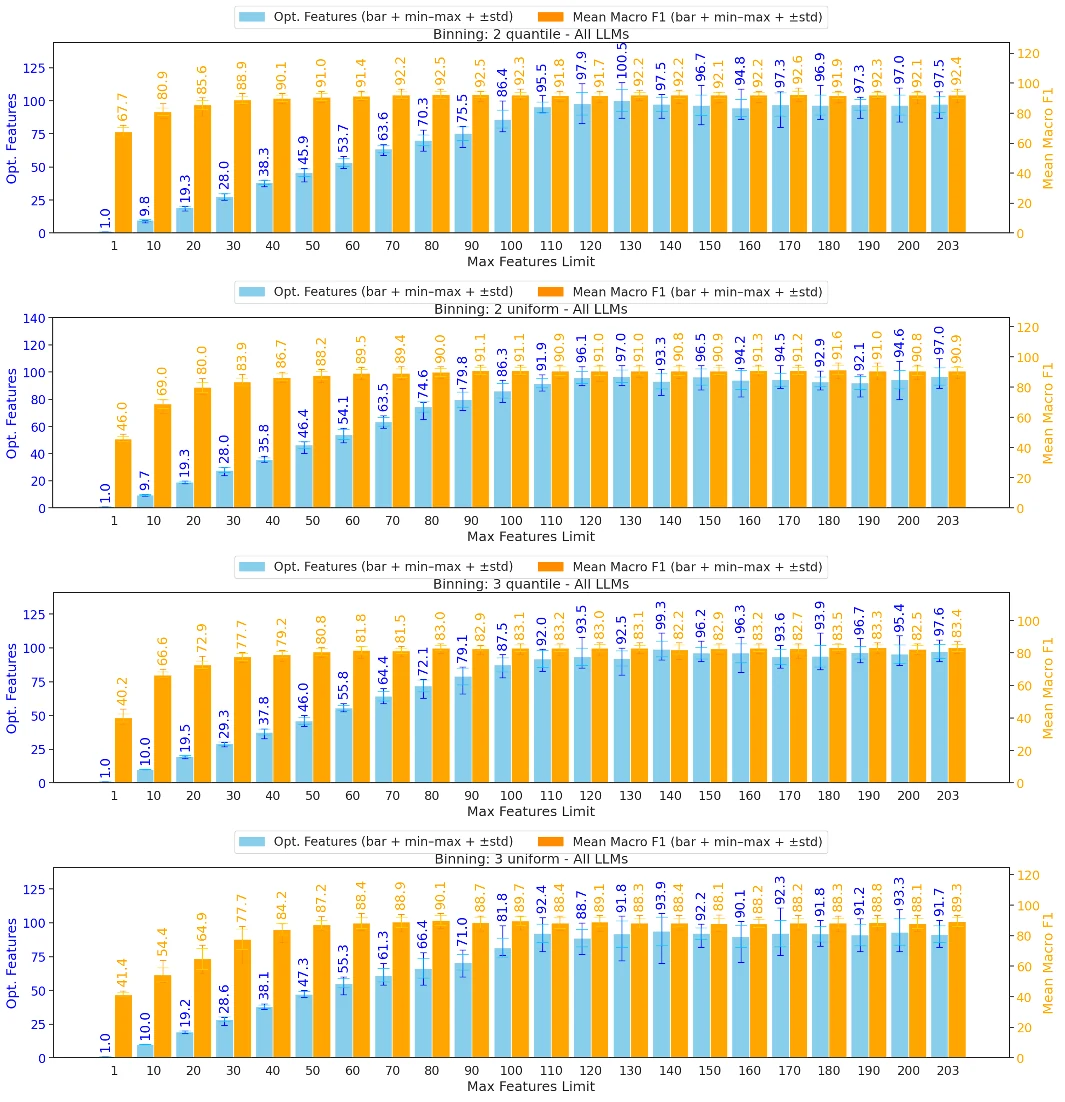 Opt. Features (bar + min–max + ±std) Mean Macro F1 (bar + min–max + ±std)
Binning: 2 quantile - All LLMs
Opt. Features
0 25 50 75 100 125
1.0 9.8 19.3 28.0 38.3 45.9 53.7 63.6 70.3 75.5 86.4 95.5 97.9 100.5 97.5 96.7 94.8 97.3 96.9 97.3 97.0 97.5
67.7 80.9 85.6 88.9 90.1 91.0 91.4 92.2 92.5 92.5 92.3 91.8 91.7 92.2 92.2 92.1 92.2 92.6 91.9 92.3 92.1 92.4
0 20 40 60 80 100 120
Mean Macro F1
1 10 20 30 40 50 60 70 80 90 100 110 120 130 140 150 160 170 180 190 200 203
Max Features Limit
Opt. Features (bar + min–max + ±std) Mean Macro F1 (bar + min–max + ±std)
Binning: 2 uniform - All LLMs
Opt. Features
0 20 40 60 80 100 120 140
1.0 9.7 19.3 28.0 35.8 46.4 54.1 63.5 74.6 79.8 86.3 91.9 96.1 97.0 93.3 96.5 94.2 94.5 92.9 92.1 94.6 97.0
46.0 69.0 80.0 83.9 86.7 88.2 89.5 89.4 90.0 91.1 91.1 90.9 91.0 91.0 90.8 90.9 91.3 91.2 91.6 91.0 90.8 90.9
0 20 40 60 80 100 120
Mean Macro F1
1 10 20 30 40 50 60 70 80 90 100 110 120 130 140 150 160 170 180 190 200 203
Max Features Limit
Opt. Features (bar + min–max + ±std) Mean Macro F1 (bar + min–max + ±std)
Binning: 3 quantile - All LLMs
Opt. Features
0 25 50 75 100 125
1.0 10.0 19.5 29.3 37.8 46.0 55.8 64.4 72.1 79.1 87.5 92.0 93.5 92.5 99.3 96.2 96.3 93.6 93.9 96.7 95.4 97.6
40.2 66.6 72.9 77.7 79.2 80.8 81.8 81.5 83.0 82.9 83.1 83.2 83.0 83.1 82.2 82.9 83.2 82.7 83.5 83.3 82.5 83.4
0 20 40 60 80 100
Mean Macro F1
1 10 20 30 40 50 60 70 80 90 100 110 120 130 140 150 160 170 180 190 200 203
Max Features Limit
Opt. Features (bar + min–max + ±std) Mean Macro F1 (bar + min–max + ±std)
Binning: 3 uniform - All LLMs
Opt. Features
0 25 50 75 100 125
1.0 10.0 19.2 28.6 38.1 47.3 55.3 61.3 66.4 71.0 81.8 92.4 88.7 91.8 93.9 92.2 90.1 92.3 91.8 91.2 93.3 91.7
41.4 54.4 64.9 77.7 84.2 87.2 88.4 88.9 90.1 88.7 89.7 88.4 89.1 88.3 88.4 88.1 88.2 88.2 88.3 88.8 88.1 89.3
0 20 40 60 80 100 120
Mean Macro F1
1 10 20 30 40 50 60 70 80 90 100 110 120 130 140 150 160 170 180 190 200 203
Max Features Limit